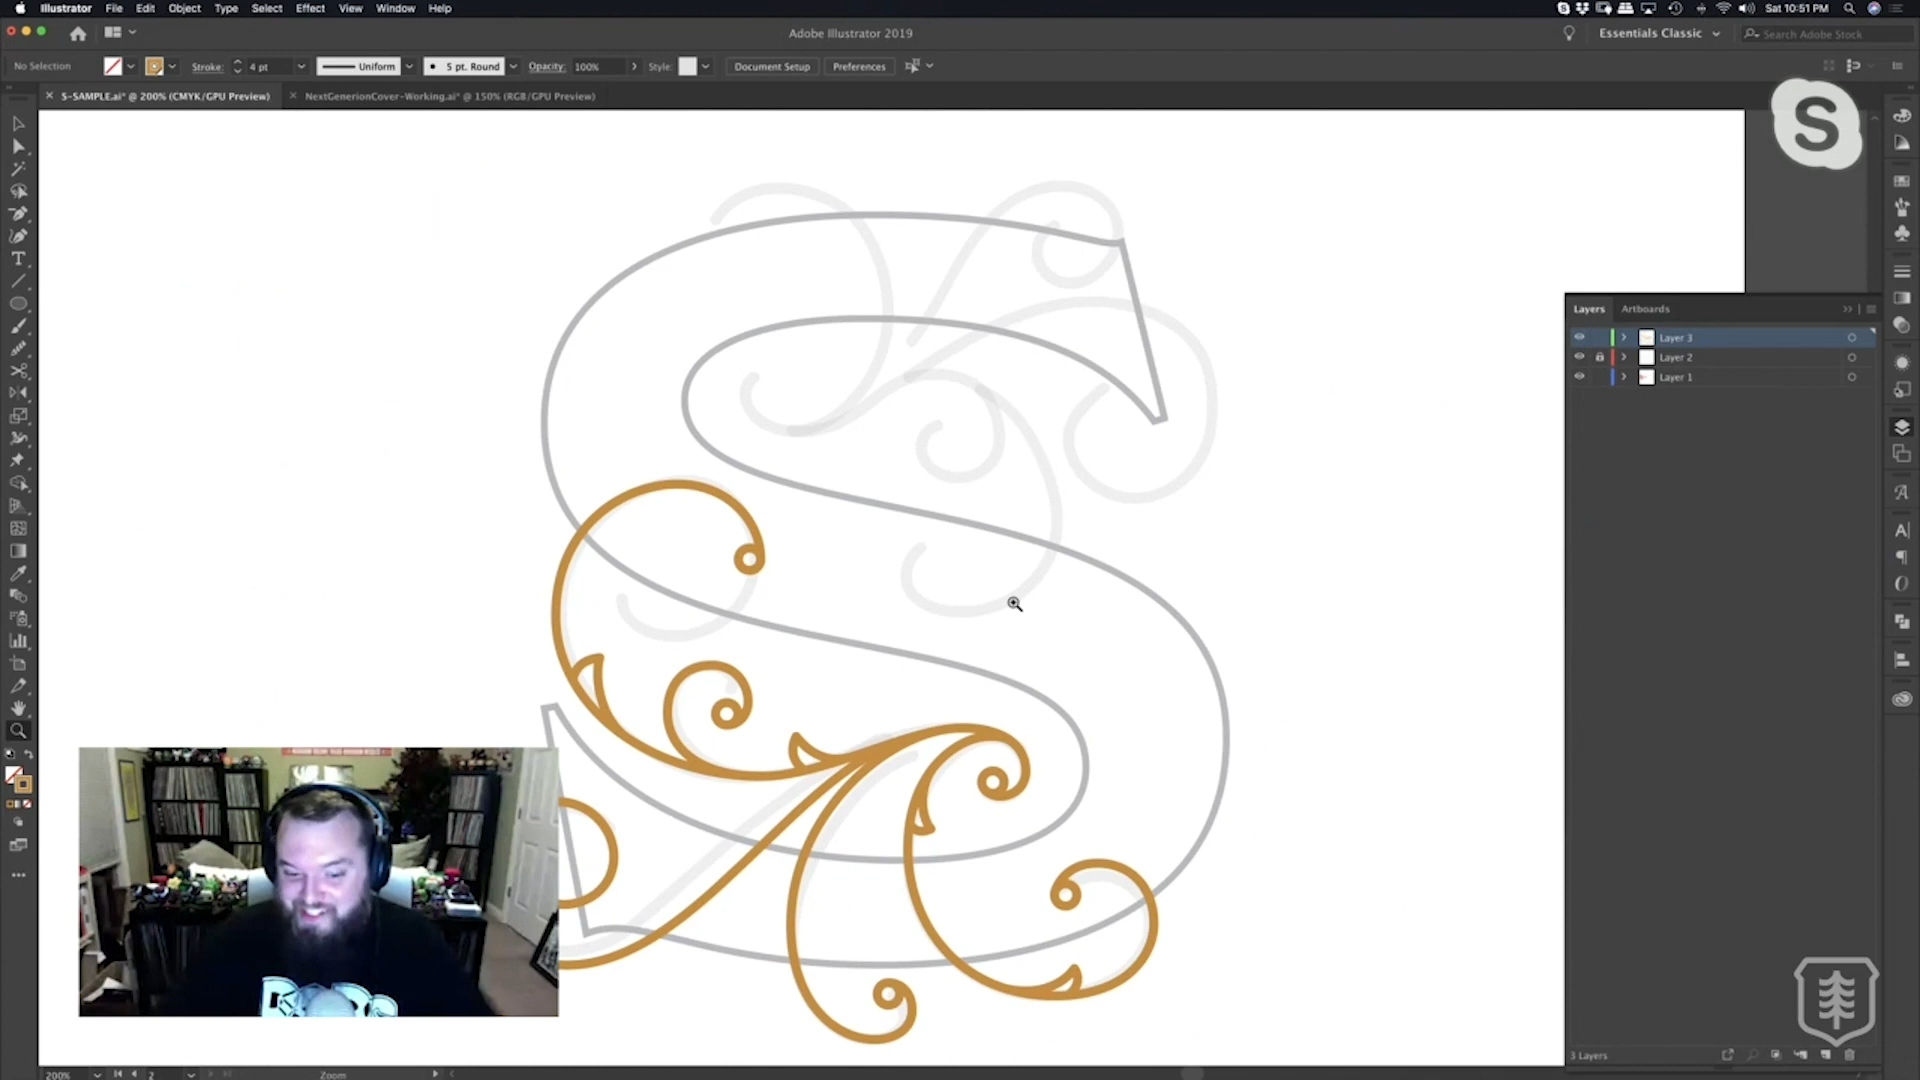 Illustrator File Edit Object Type Select Effect View Window Help
Sat 10:51 PM
Adobe Illustrator 2019
Essentials Classic
Search Adobe Stock
No Selection
Stroke: 4 pt
Uniform
5 pt. Round
Opacity: 100%
Style:
Document Setup
Preferences
S-SAMPLE.ai* @ 200% (CMYK/GPU Preview)
NextGenerionCover-Working.ai* @ 150% (RGB/GPU Preview)
S
Layers Artboards
Layer 3
Layer 2
Layer 1
3 Layers
200%
2
Zoom